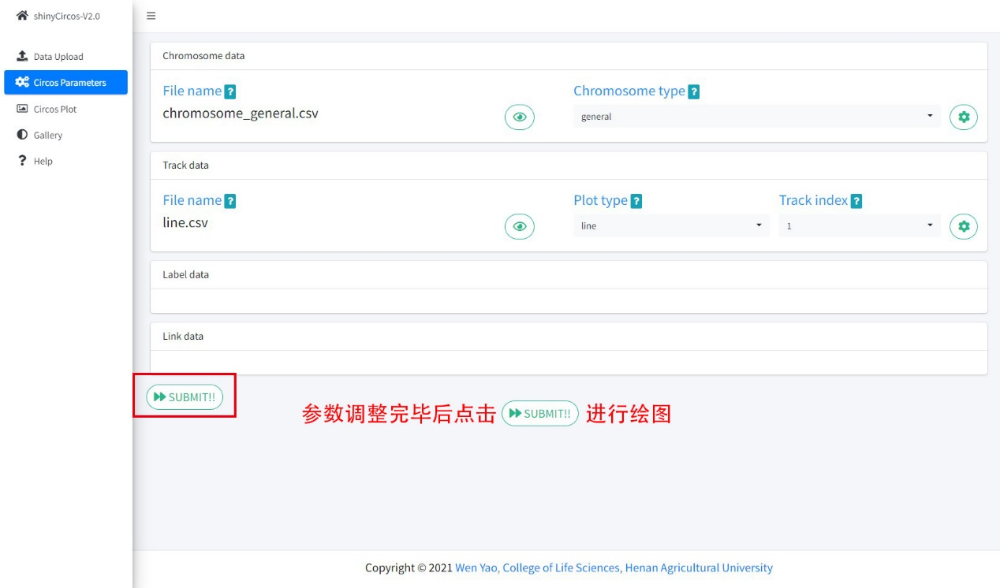 shinyCircos-V2.0
Data Upload
Circos Parameters
Circos Plot
Gallery
Help
Chromosome data
File name ?
Chromosome type ?
chromosome_general.csv
general
Track data
File name ?
Plot type ?
Track index ?
line.csv
line
1
Label data
Link data
SUBMIT!!
参数调整完毕后点击 SUBMIT!! 进行绘图
Copyright © 2021 Wen Yao, College of Life Sciences, Henan Agricultural University